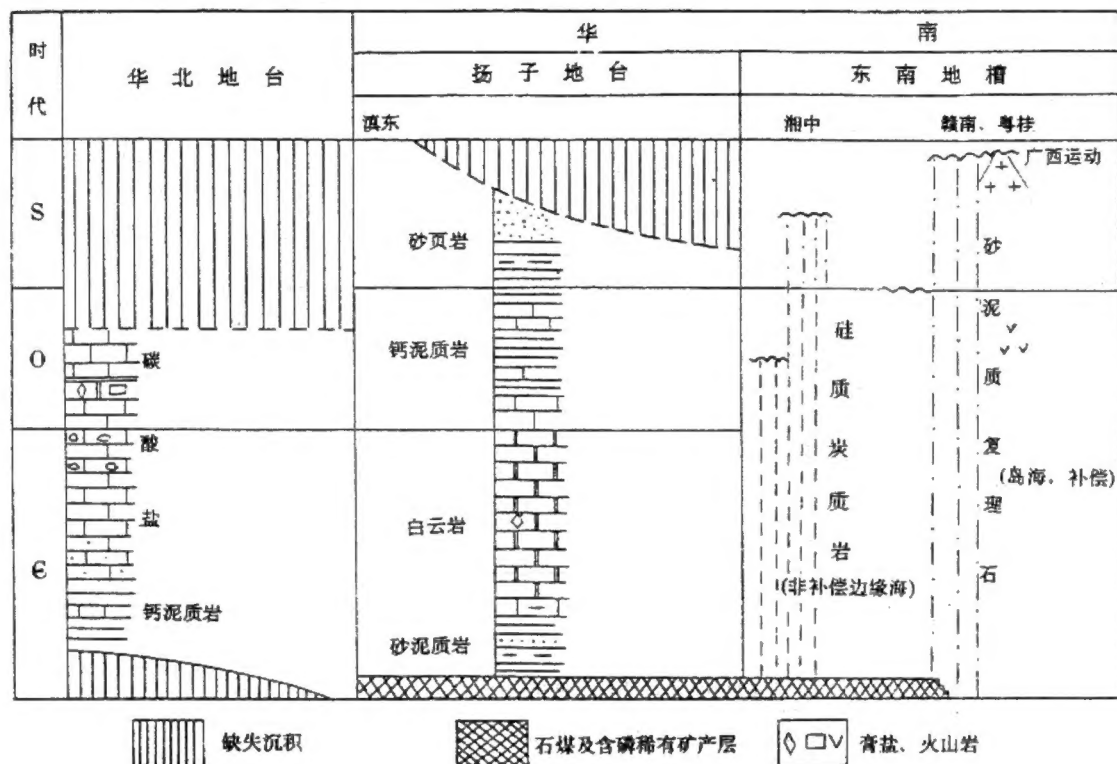 时代
华北地台
华南
扬子地台
东南地槽
滇东
湘中
赣南、粤桂
S
O
Є
碳酸盐
钙泥质岩
砂页岩
钙泥质岩
白云岩
砂泥质岩
硅质炭质岩
(非补偿边缘海)
广西运动
砂泥质复理石
(岛海,补偿)
缺失沉积
石煤及含磷稀有矿产层
膏盐、火山岩